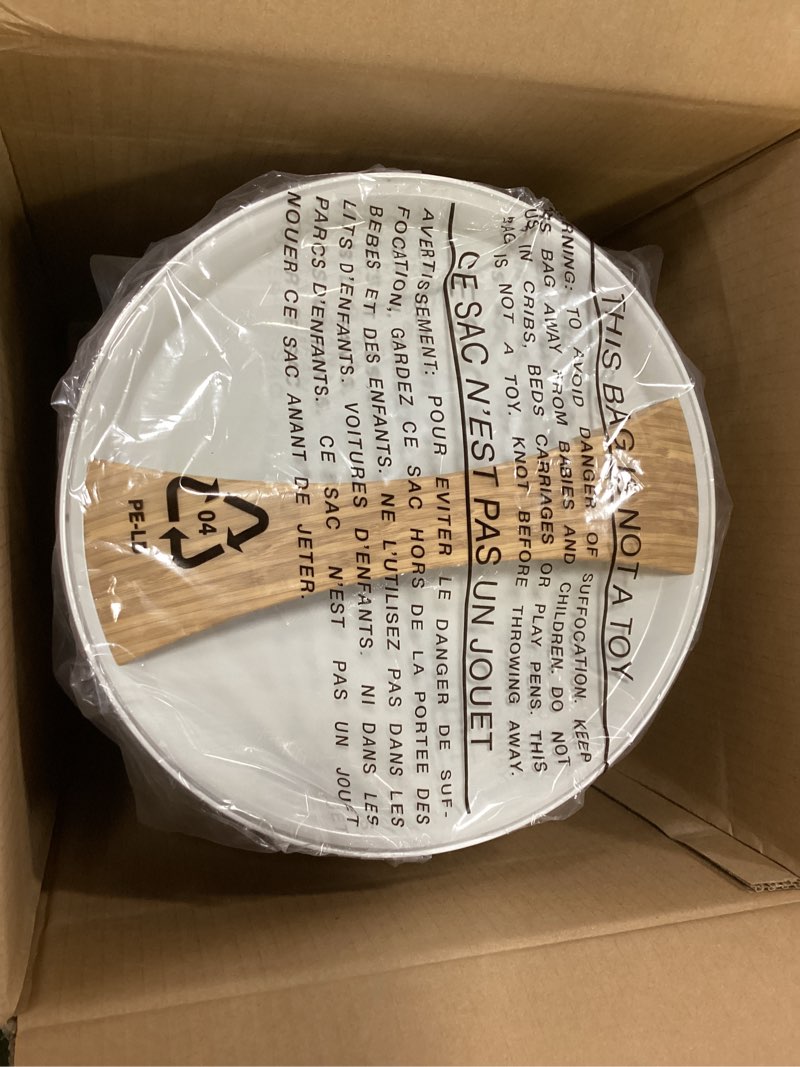 THIS BAG IS NOT A TOY
TO AVOID DANGER OF SUFFOCATION. KEEP
BAG AWAY FROM BABIES AND CHILDREN. DO NOT
IN CRIBS, BEDS CARRIAGES OR PLAY PENS. THIS
IS NOT A TOY. KNOT BEFORE THROWING AWAY.
CE SAC N'EST PAS UN JOUET
AVERTISSEMENT: POUR EVITER LE DANGER DE SUF-
FOCATION, GARDEZ CE SAC HORS DE LA PORTEE DES
BEBES ET DES ENFANTS. NE L'UTILISEZ PAS DANS LES
LITS D'ENFANTS. VOITURES D'ENFANTS. NI DANS LES
PARCS D'ENFANTS. CE SAC N'EST PAS UN JOUET
NOUER CE SAC ANANT DE JETER.
04